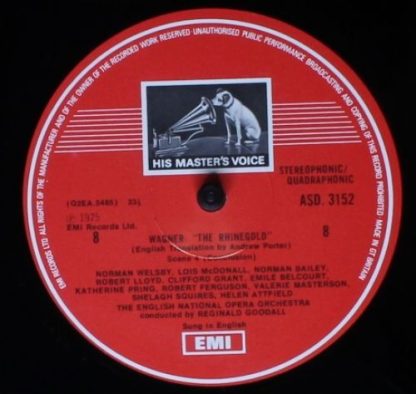 EMI RECORDS LTD. ALL RIGHTS OF THE MANUFACTURER AND OF THE OWNER OF THE RECORDED WORK RESERVED UNAUTHORISED PUBLIC PERFORMANCE BROADCASTING AND COPYING OF THIS RECORD PROHIBITED. MADE IN GT BRITAIN
HIS MASTER'S VOICE
STEREOPHONIC/
QUADRAPHONIC
(Q2EA.3485) 33⅓
ASD. 3152
℗ 1975
EMI Records Ltd.
8
8
WAGNER "THE RHINEGOLD"
(English Translation by Andrew Porter)
Scene 4 (Conclusion)
NORMAN WELSBY, LOIS McDONALL, NORMAN BAILEY,
ROBERT LLOYD, CLIFFORD GRANT, EMILE BELCOURT,
KATHERINE PRING, ROBERT FERGUSON, VALERIE MASTERSON,
SHELAGH SQUIRES, HELEN ATTFIELD
THE ENGLISH NATIONAL OPERA ORCHESTRA
conducted by REGINALD GOODALL
Sung in English
EMI